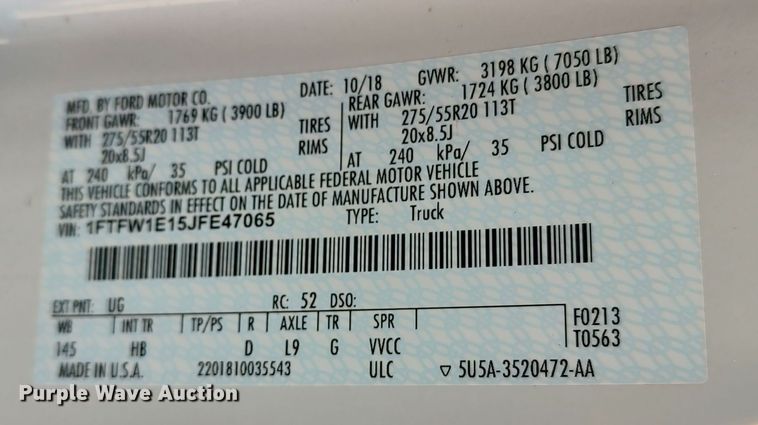 MFD. BY FORD MOTOR CO.
DATE: 10/18 GVWR: 3198 KG ( 7050 LB)
FRONT GAWR: 1769 KG ( 3900 LB)
REAR GAWR: 1724 KG ( 3800 LB)
WITH 275/55R20 113T TIRES
WITH 275/55R20 113T TIRES
20x8.5J RIMS
20x8.5J RIMS
AT 240 kPa/ 35 PSI COLD
AT 240 kPa/ 35 PSI COLD
THIS VEHICLE CONFORMS TO ALL APPLICABLE FEDERAL MOTOR VEHICLE
SAFETY STANDARDS IN EFFECT ON THE DATE OF MANUFACTURE SHOWN ABOVE.
VIN: 1FTFW1E15JFE47065 TYPE: Truck
EXT PNT: UG RC: 52 DSO:
WB INT TR TP/PS R AXLE TR SPR F0213
145 HB D L9 G VVCC T0563
MADE IN U.S.A. 2201810035543 ULC ▽ 5U5A-3520472-AA
Purple Wave Auction